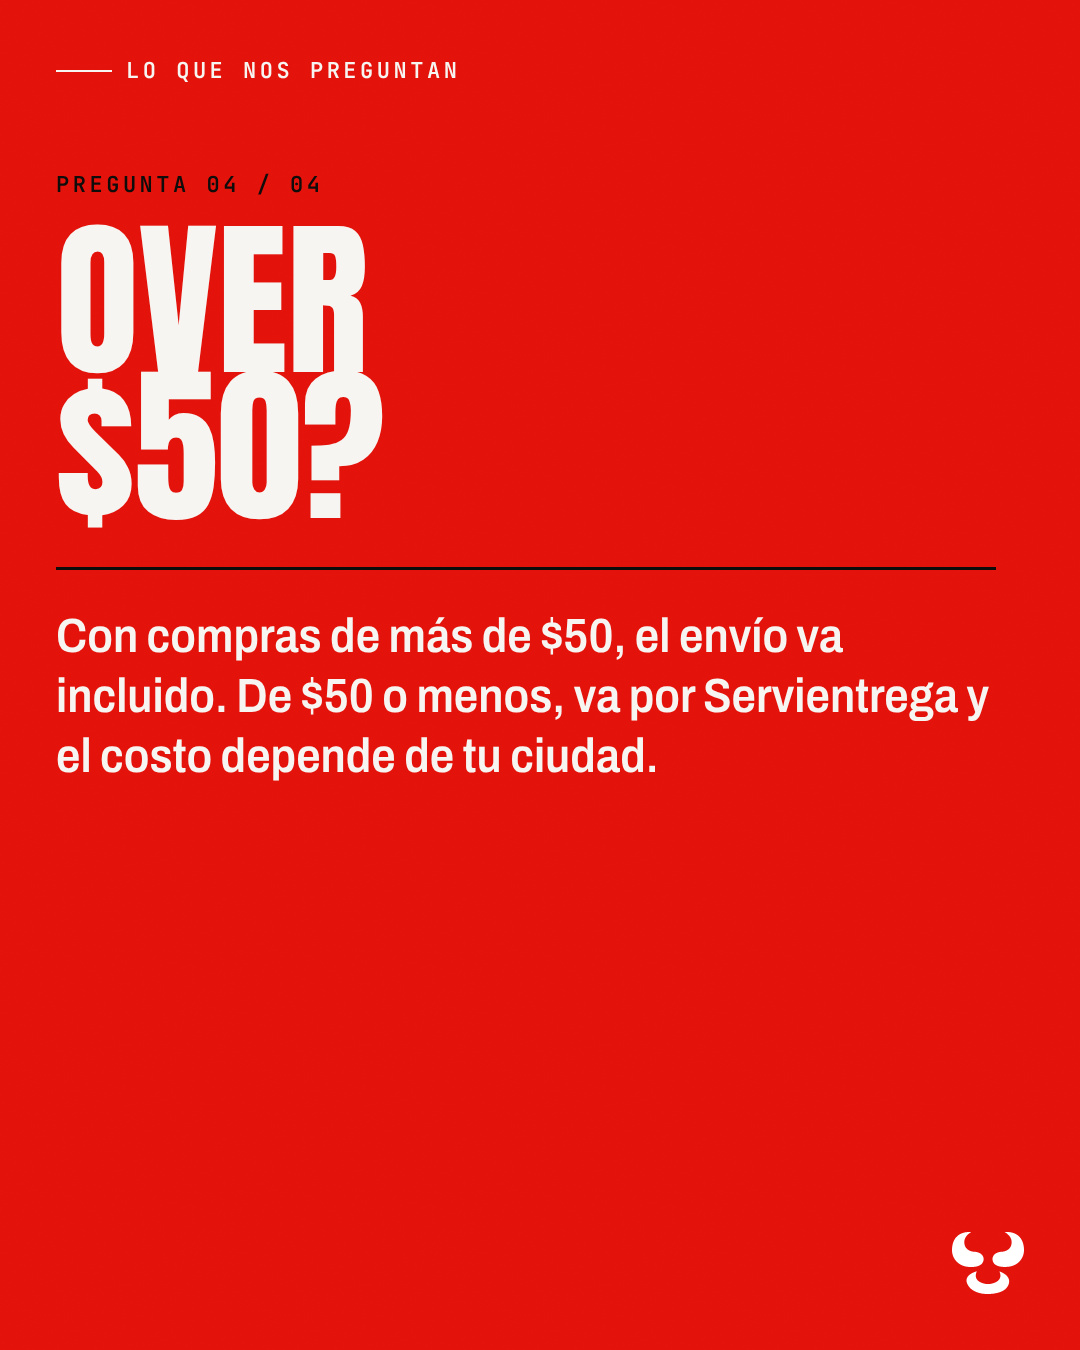 LO QUE NOS PREGUNTAN
PREGUNTA 04 / 04
OVER
$50?
Con compras de más de $50, el envío va
incluido. De $50 o menos, va por Servientrega y
el costo depende de tu ciudad.